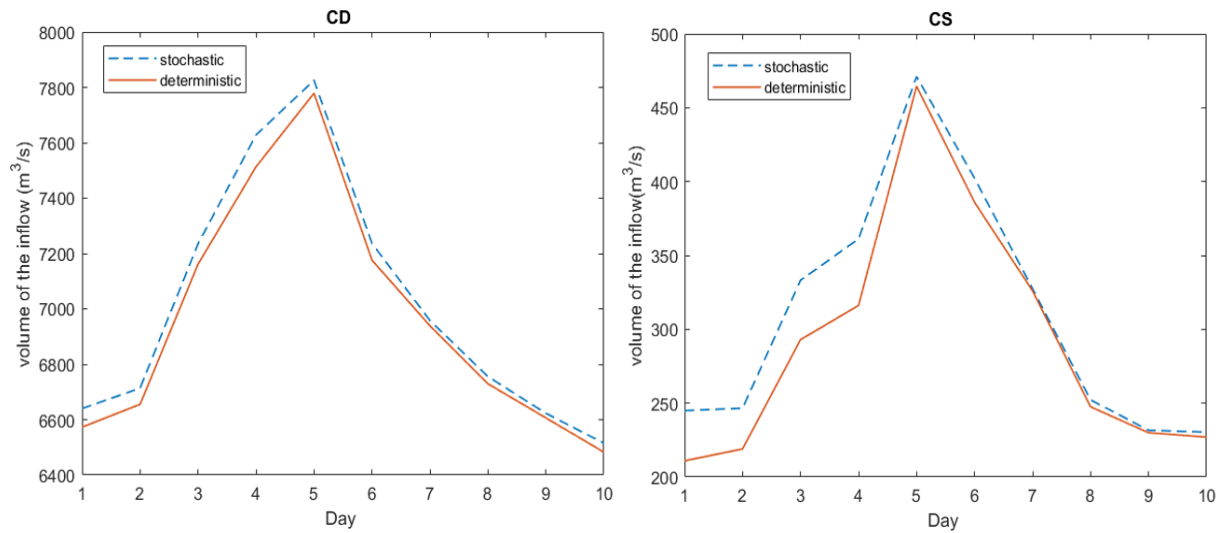 CD
8000
7800
7600
7400
7200
7000
6800
6600
6400
volume of the inflow (m³/s)
stochastic
deterministic
1 2 3 4 5 6 7 8 9 10
Day
CS
500
450
400
350
300
250
200
volume of the inflow(m³/s)
stochastic
deterministic
1 2 3 4 5 6 7 8 9 10
Day